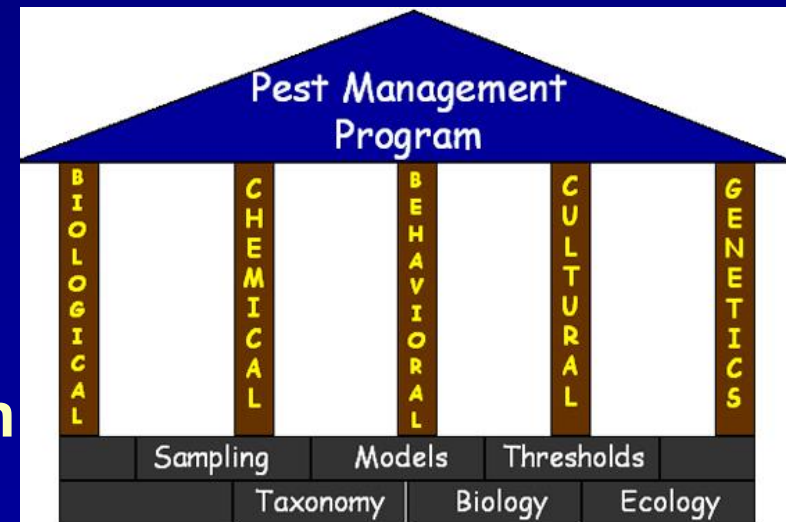 Pest Management
Program
BIOLOGICAL
CHEMICAL
BEHAVIORAL
CULTURAL
GENETICS
Sampling Models Thresholds
Taxonomy Biology Ecology